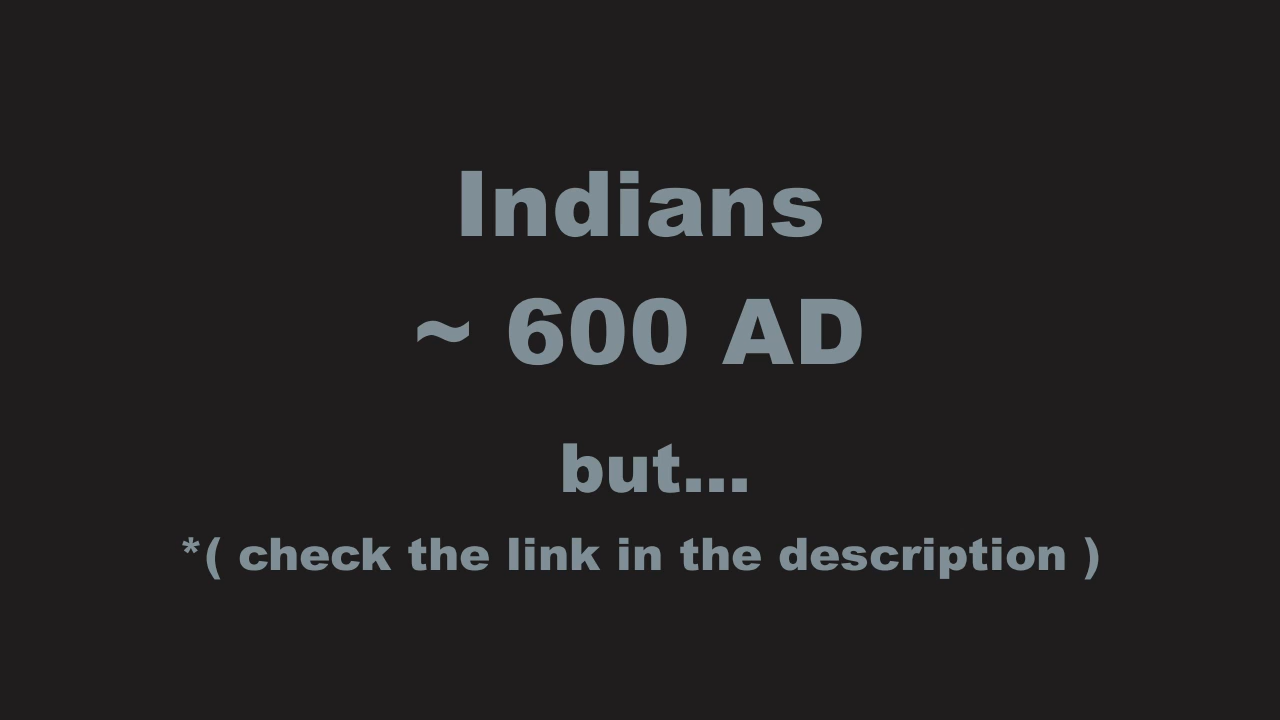 Indians
~ 600 AD
but...
*( check the link in the description )